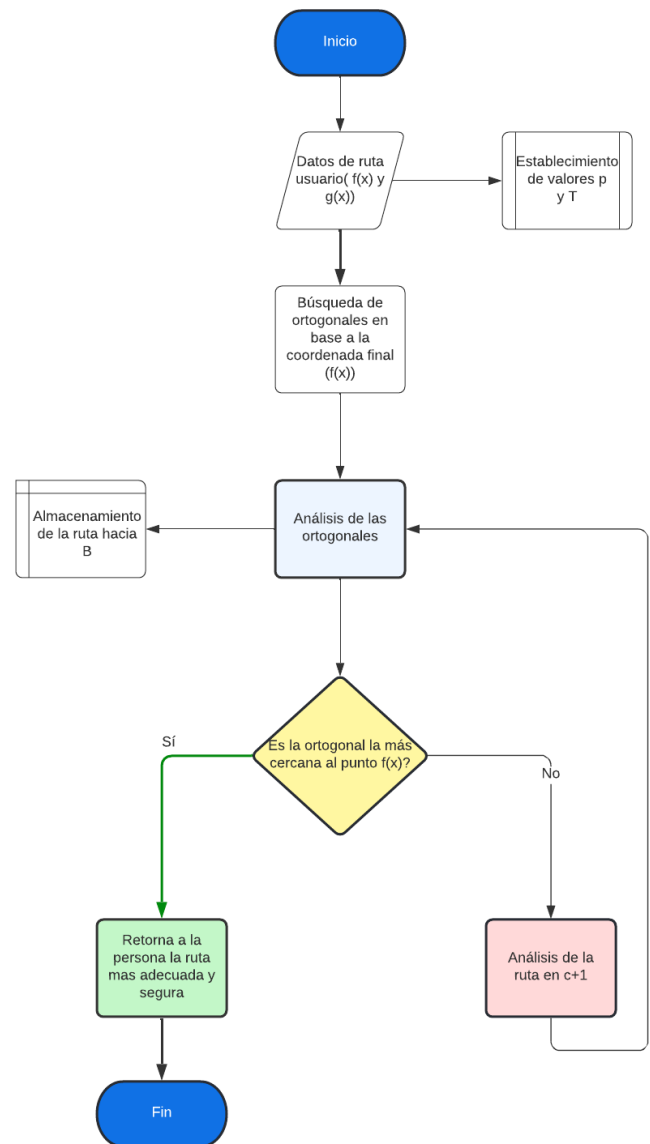 Inicio
Datos de ruta
usuario( f(x) y
g(x))
Establecimiento
de valores p
y T
Búsqueda de
ortogonales en
base a la
coordenada final
(f(x))
Almacenamiento
de la ruta hacia
B
Análisis de las
ortogonales
Es la ortogonal la más
cercana al punto f(x)?
Sí
No
Retorna a la
persona la ruta
mas adecuada y
segura
Análisis de la
ruta en c+1
Fin